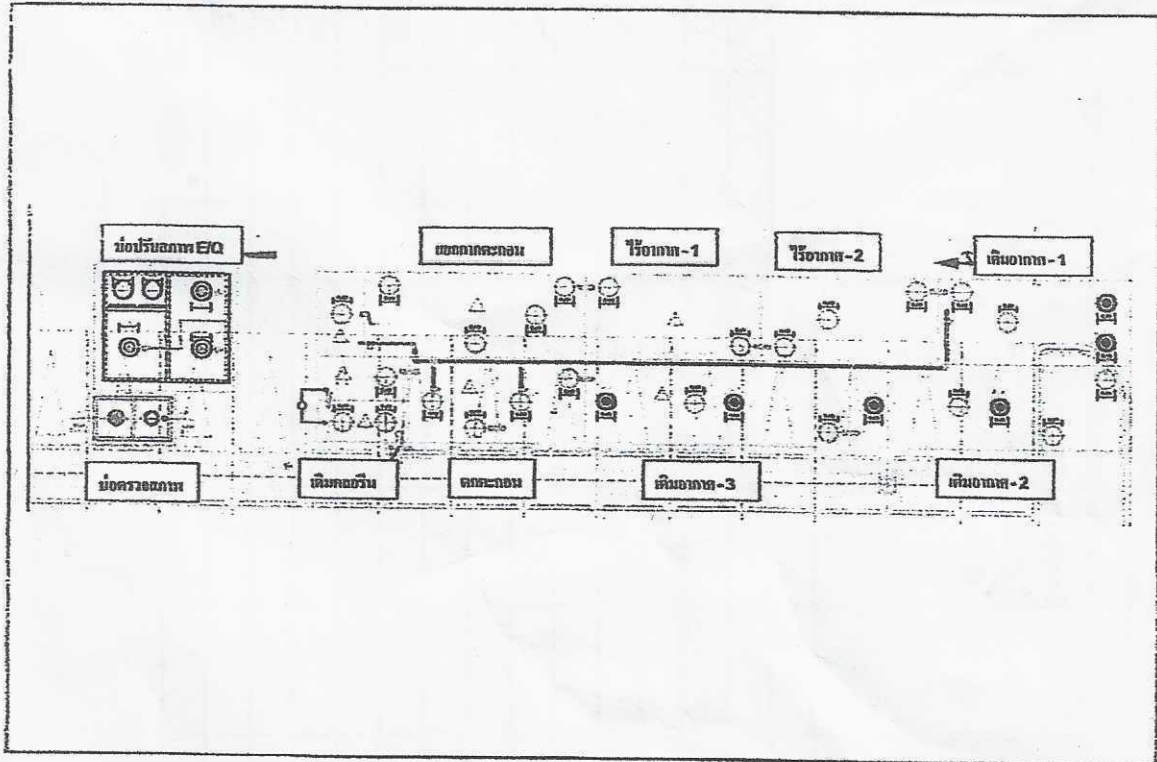 บ่อปรับสภาพ E/Q
แยกกากตะกอน
ไร้อากาศ-1
ไร้อากาศ-2
เติมอากาศ-1
บ่อตรวจสภาพ
เติมคลอรีน
ตกตะกอน
เติมอากาศ-3
เติมอากาศ-2